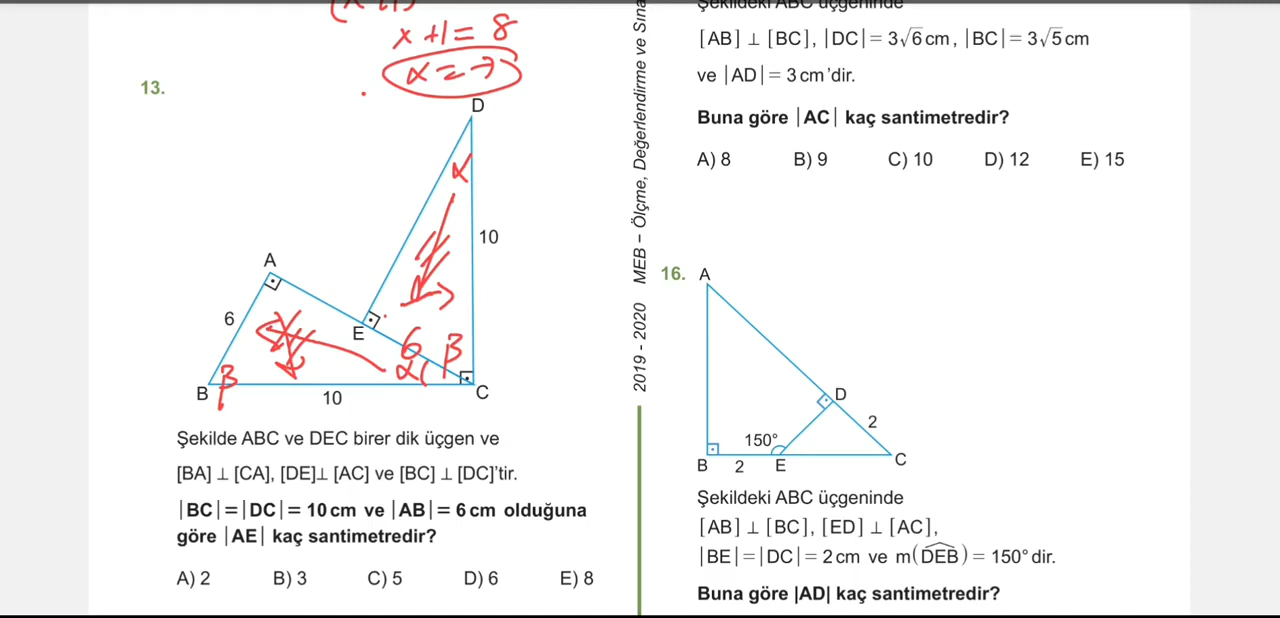 x+1=8
x=7
13.
D
α
10
A
6
E
6 β
α
β
B
10
C
Şekilde ABC ve DEC birer dik üçgen ve
[BA] ⊥ [CA], [DE]⊥ [AC] ve [BC] ⊥ [DC]'tir.
|BC|=|DC|= 10 cm ve |AB|= 6 cm olduğuna
göre |AE| kaç santimetredir?
A) 2 B) 3 C) 5 D) 6 E) 8
2019 - 2020 MEB – Ölçme, Değerlendirme ve Sına
Şekildeki ABC üçgeninde
[AB] ⊥ [BC], |DC|= 3√6 cm, |BC|= 3√5 cm
ve |AD|= 3 cm'dir.
Buna göre |AC| kaç santimetredir?
A) 8 B) 9 C) 10 D) 12 E) 15
16.
A
D
2
150°
B 2 E C
Şekildeki ABC üçgeninde
[AB] ⊥ [BC], [ED] ⊥ [AC],
|BE|=|DC|= 2 cm ve m(DEB) = 150° dir.
Buna göre |AD| kaç santimetredir?